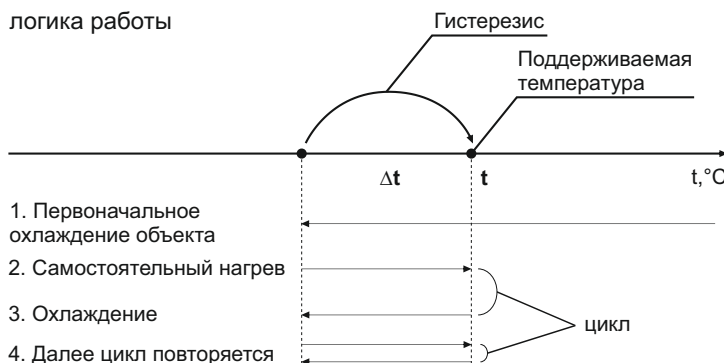 логика работы
Гистерезис
Поддерживаемая
температура
Δt
t
t,°C
1. Первоначальное
охлаждение объекта
2. Самостоятельный нагрев
3. Охлаждение
цикл
4. Далее цикл повторяется